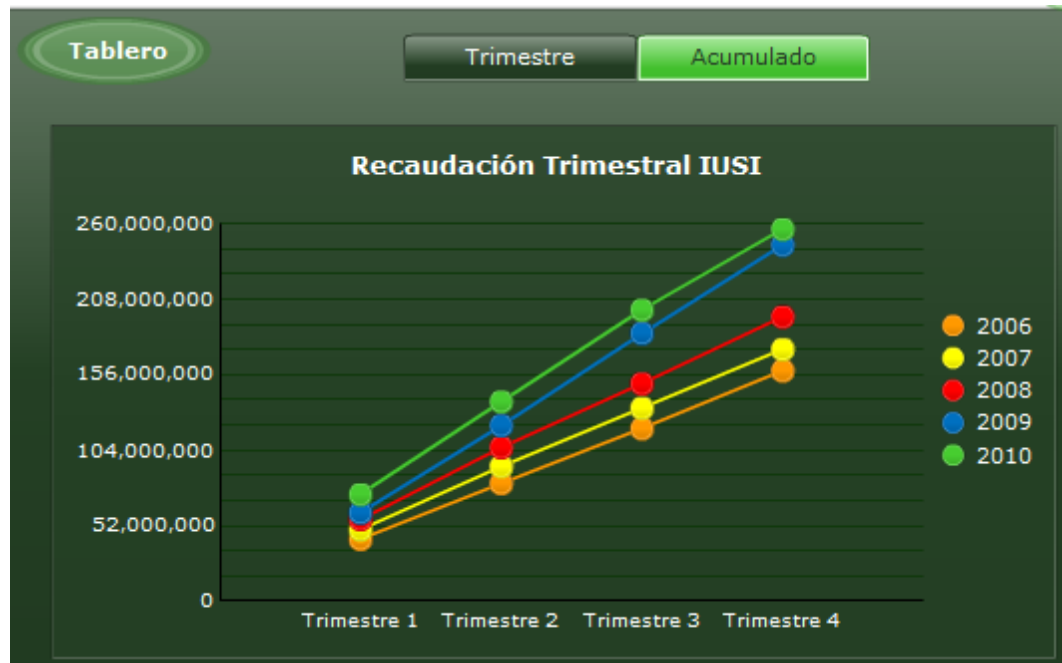 Tablero
Trimestre
Acumulado
Recaudación Trimestral IUSI
260,000,000
208,000,000
156,000,000
104,000,000
52,000,000
0
Trimestre 1
Trimestre 2
Trimestre 3
Trimestre 4
2006
2007
2008
2009
2010